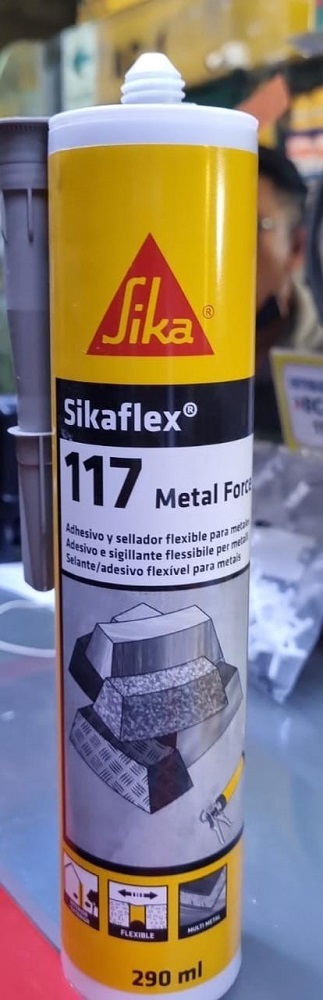 Sika®
Sikaflex®
117 Metal Force
Adhesivo y sellador flexible para metales
Adesivo e sigillante flessibile per metalli
Selante/adesivo flexível para metais
FLEXIBLE
MULTI METAL
290 ml